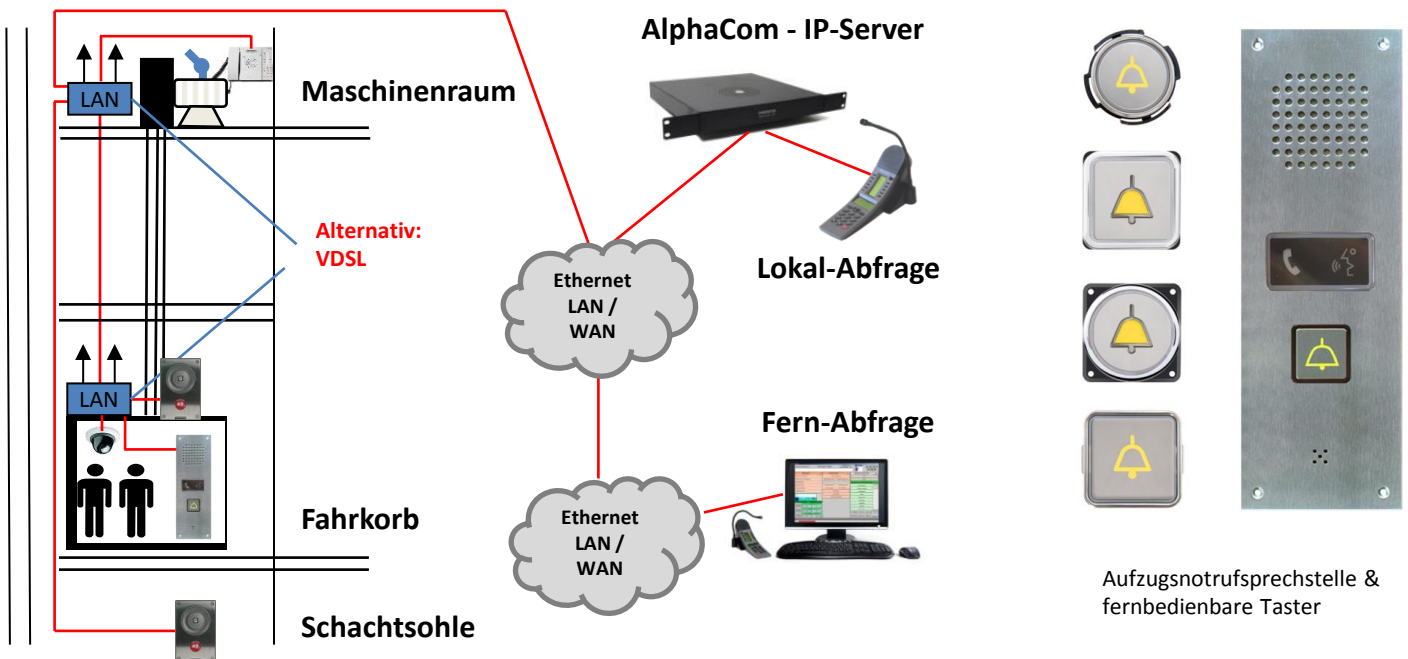 LAN
Maschinenraum
Alternativ:
VDSL
LAN
Fahrkorb
Schachtsohle
AlphaCom - IP-Server
Lokal-Abfrage
Ethernet
LAN /
WAN
Fern-Abfrage
Ethernet
LAN /
WAN
Aufzugsnotrufsprechstelle &
fernbedienbare Taster